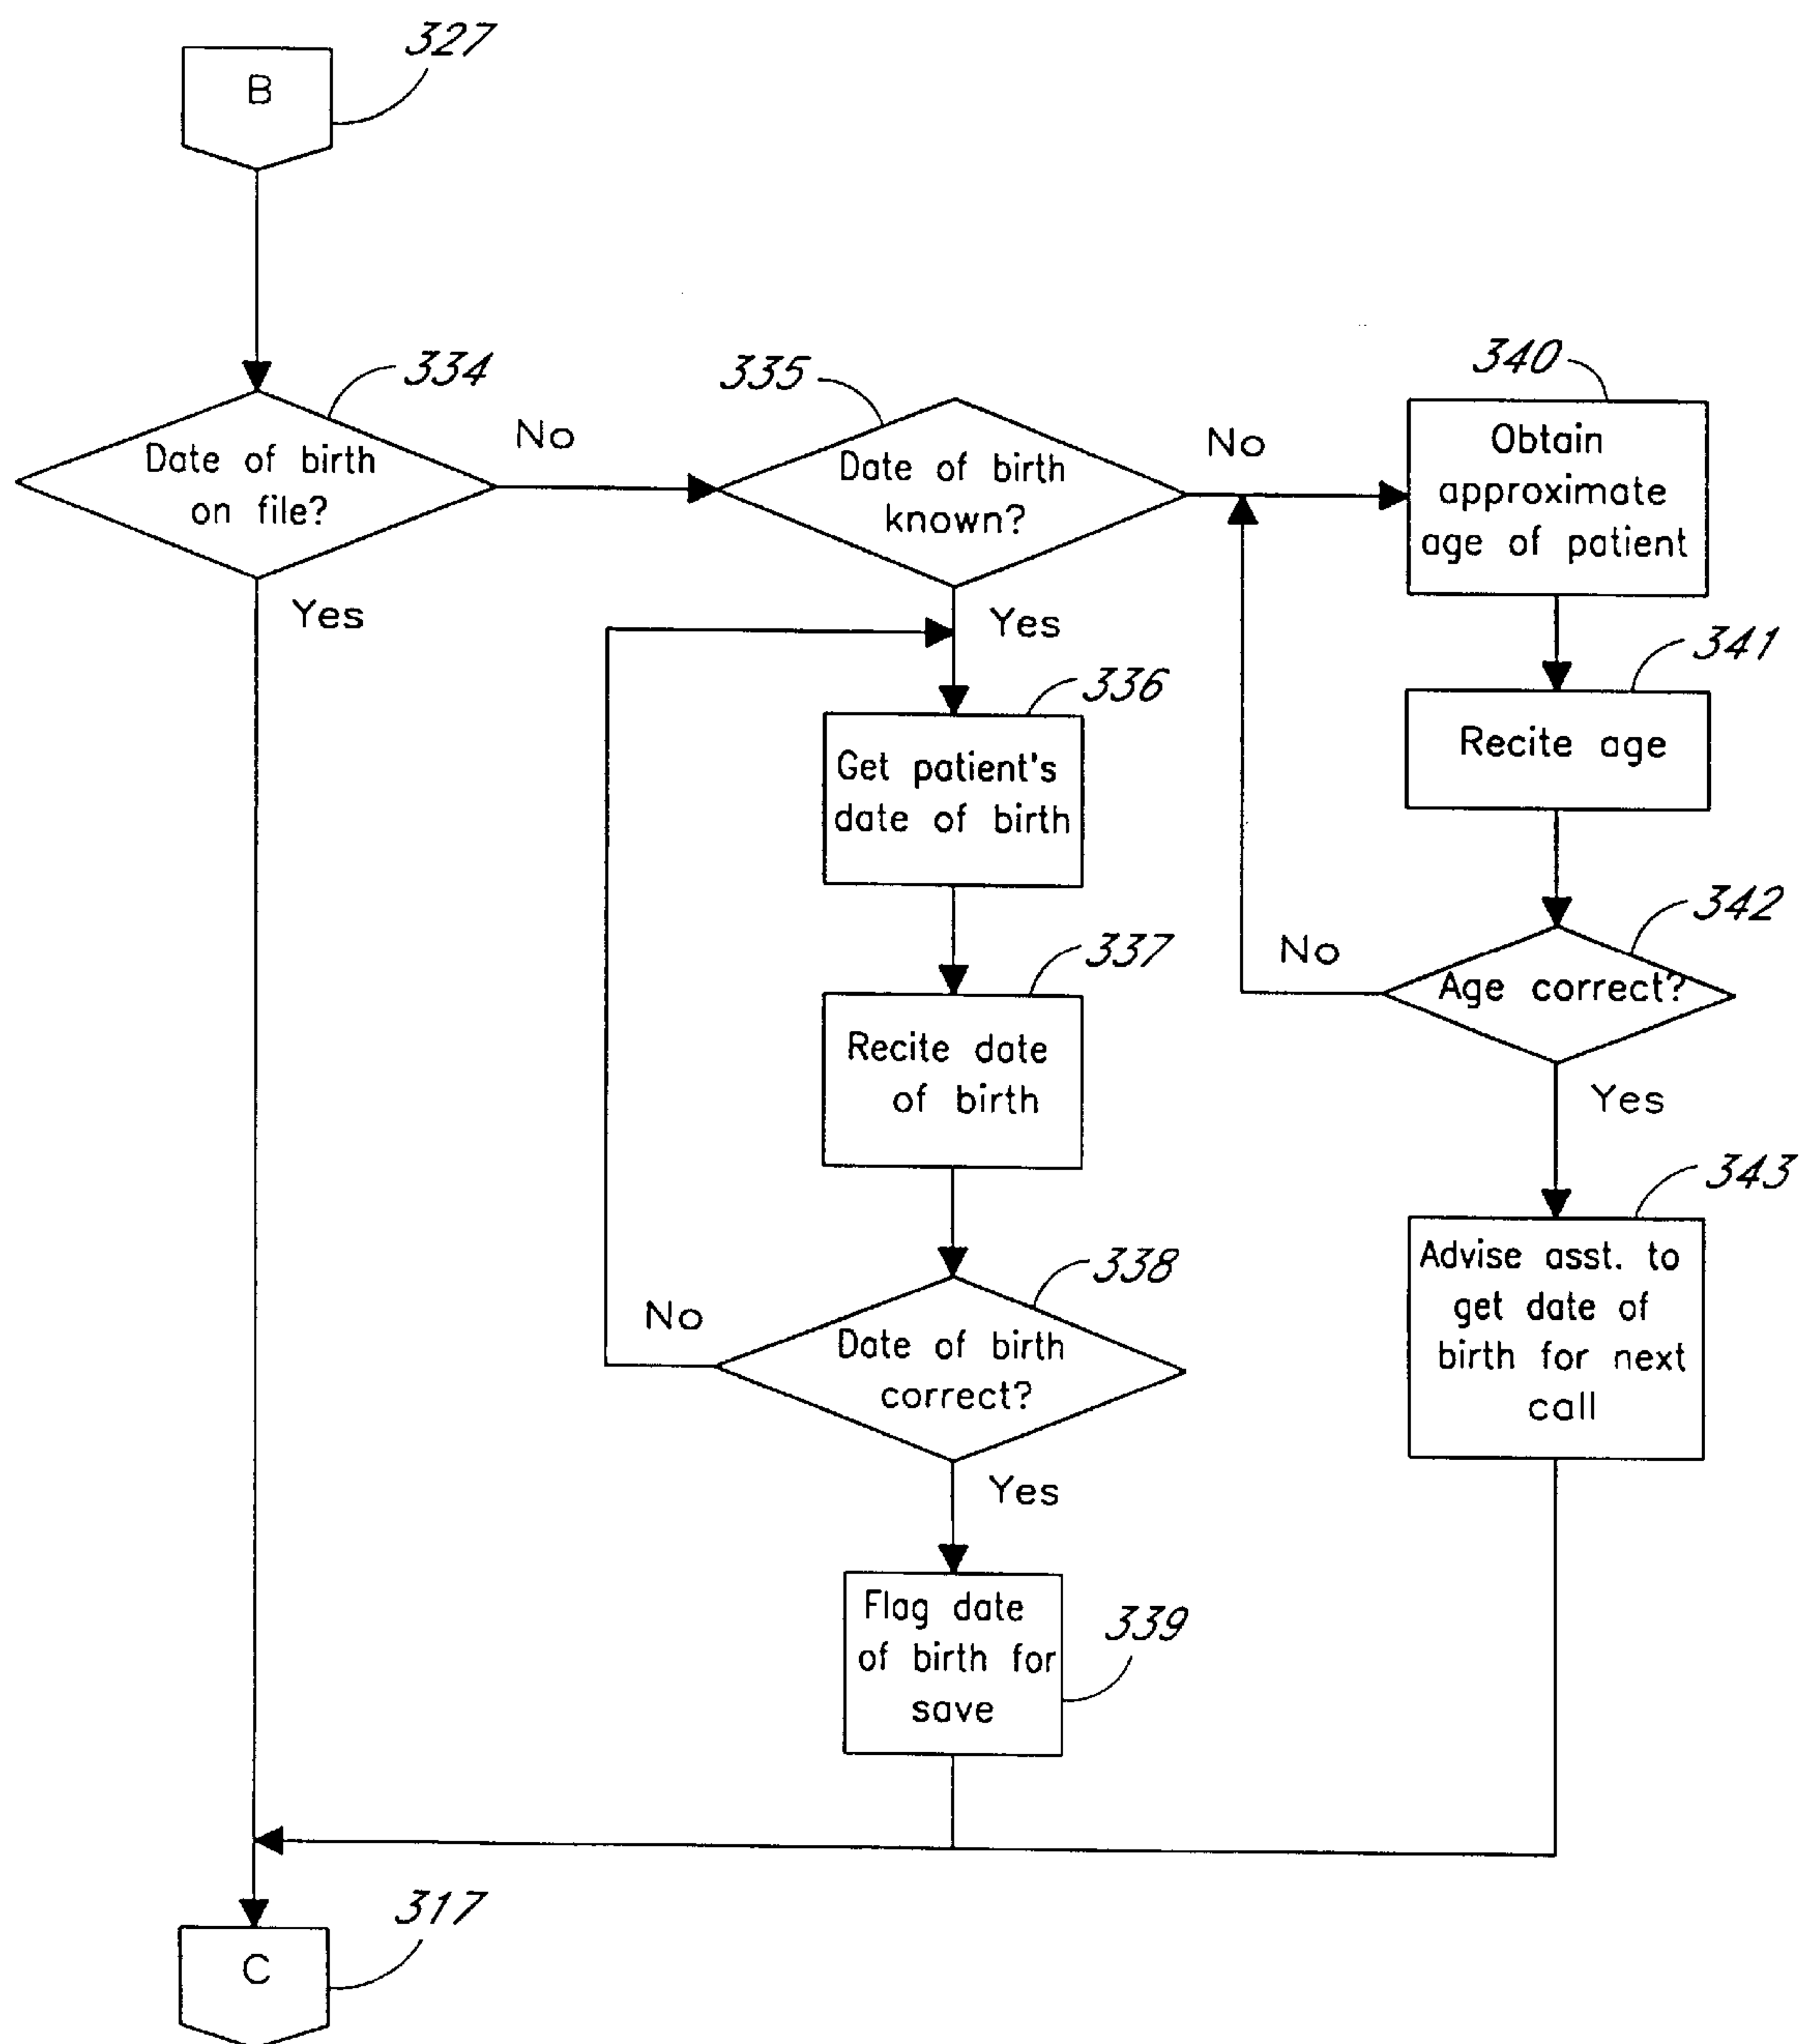 327
B
334
Date of birth
on file?
No
Yes
335
Date of birth
known?
No
Yes
340
Obtain
approximate
age of patient
341
Recite age
342
Age correct?
No
Yes
343
Advise asst. to
get date of
birth for next
call
336
Get patient's
date of birth
337
Recite date
of birth
338
Date of birth
correct?
No
Yes
339
Flag date
of birth for
save
317
C